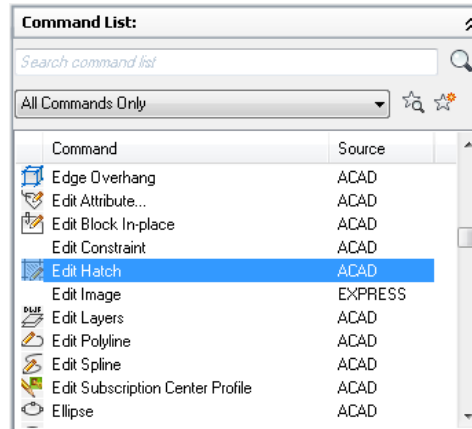 Command List:
Search command list
All Commands Only
Command Source
Edge Overhang ACAD
Edit Attribute... ACAD
Edit Block In-place ACAD
Edit Constraint ACAD
Edit Hatch ACAD
Edit Image EXPRESS
DWF
Edit Layers ACAD
Edit Polyline ACAD
Edit Spline ACAD
Edit Subscription Center Profile ACAD
Ellipse ACAD